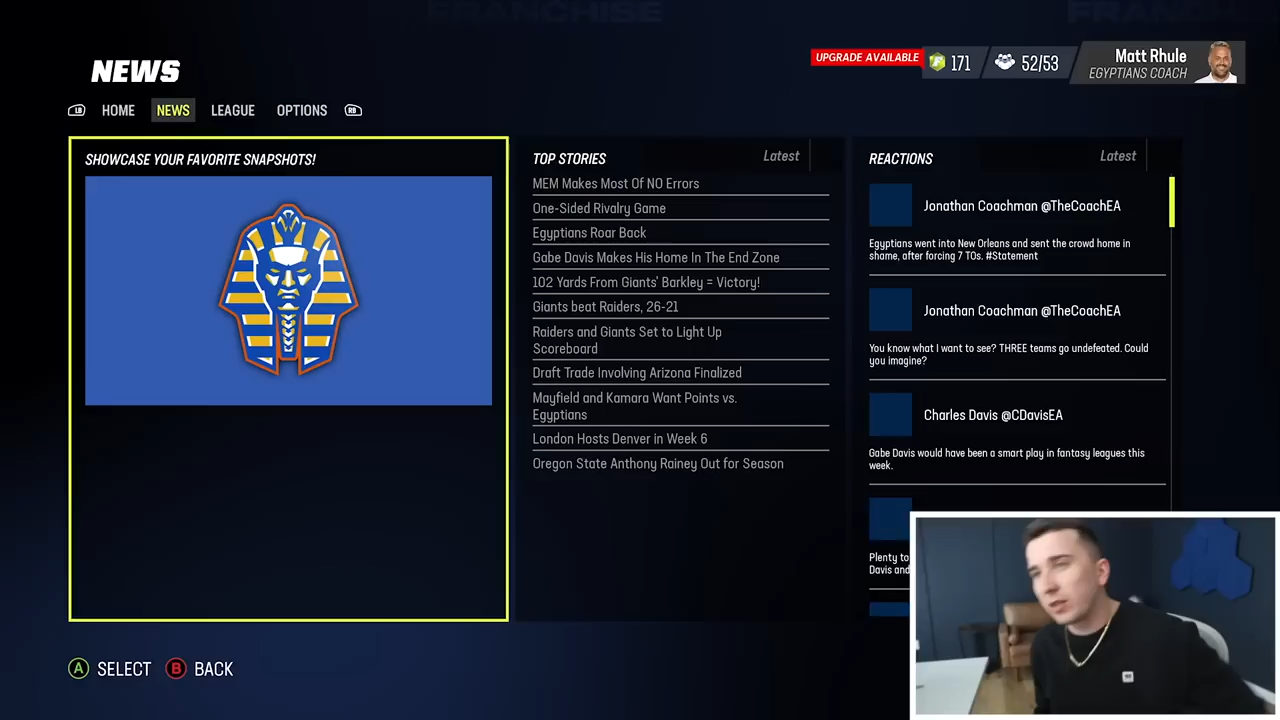 FRANCHISE
FRANCHISE
NEWS
UPGRADE AVAILABLE
171
52/53
Matt Rhule
EGYPTIANS COACH
LB
HOME
NEWS
LEAGUE
OPTIONS
RB
SHOWCASE YOUR FAVORITE SNAPSHOTS!
TOP STORIES
Latest
MEM Makes Most Of NO Errors
One-Sided Rivalry Game
Egyptians Roar Back
Gabe Davis Makes His Home In The End Zone
102 Yards From Giants' Barkley = Victory!
Giants beat Raiders, 26-21
Raiders and Giants Set to Light Up
Scoreboard
Draft Trade Involving Arizona Finalized
Mayfield and Kamara Want Points vs.
Egyptians
London Hosts Denver in Week 6
Oregon State Anthony Rainey Out for Season
REACTIONS
Latest
Jonathan Coachman @TheCoachEA
Egyptians went into New Orleans and sent the crowd home in
shame, after forcing 7 TOs. #Statement
Jonathan Coachman @TheCoachEA
You know what I want to see? THREE teams go undefeated. Could
you imagine?
Charles Davis @CDavisEA
Gabe Davis would have been a smart play in fantasy leagues this
week.
Plenty to
Davis and
A SELECT
B BACK